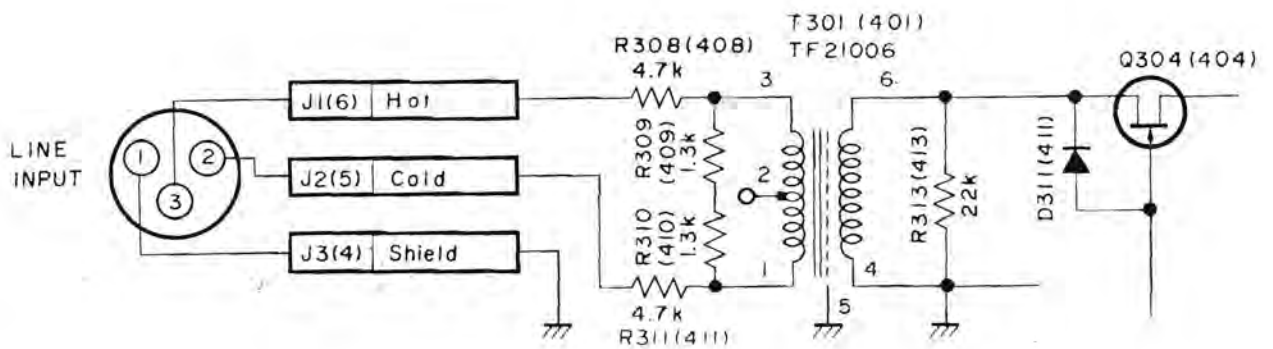 T301(401)
TF21006
R308(408)
4.7k
3
6.
Q304(404)
J1(6) Hot
LINE
INPUT
1
2
3
J2(5) Cold
J3(4) Shield
R309
(409)
1.3k
2
R310
(410)
1.3k
1
4
5
R313(413)
22k
D311(411)
4.7k
R311(411)